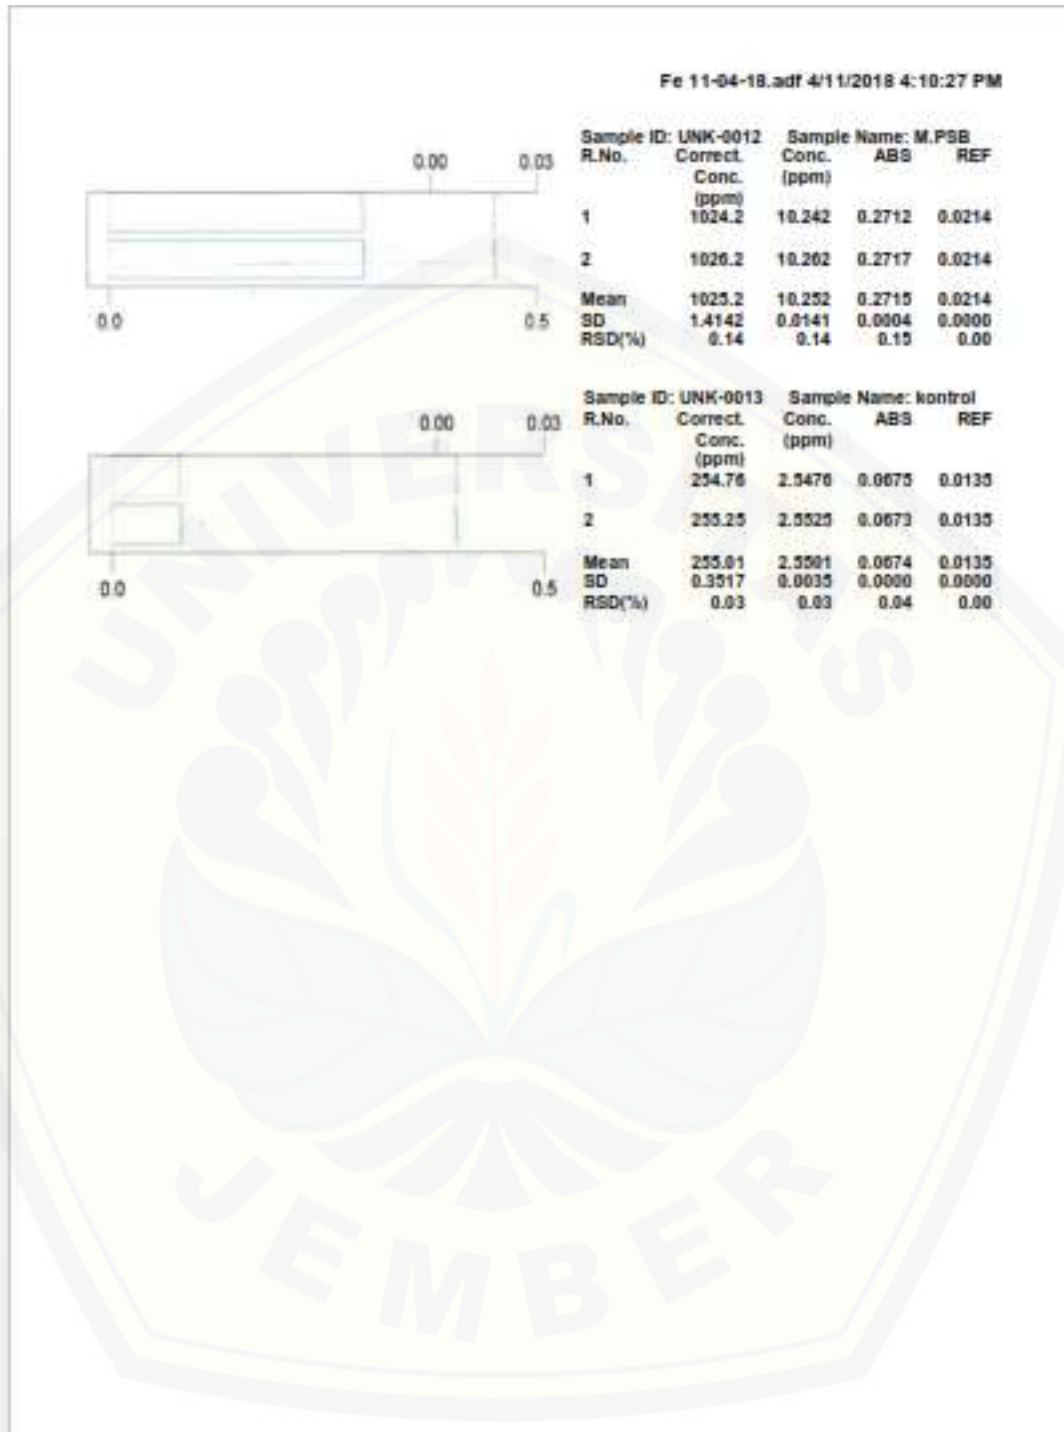 Fe 11-04-18.adf 4/11/2018 4:10:27 PM
Sample ID: UNK-0012 Sample Name: M.PSB
R.No. Correct. Conc. ABS REF
Conc. (ppm)
(ppm)
0.00 0.03
1 1024.2 10.242 0.2712 0.0214
2 1026.2 10.262 0.2717 0.0214
Mean 1025.2 10.252 0.2715 0.0214
SD 1.4142 0.0141 0.0004 0.0000
RSD(%) 0.14 0.14 0.15 0.00
0.0 0.5
Sample ID: UNK-0013 Sample Name: kontrol
R.No. Correct. Conc. ABS REF
Conc. (ppm)
(ppm)
0.00 0.03
1 254.76 2.5476 0.0675 0.0135
2 255.25 2.5525 0.0673 0.0135
Mean 255.01 2.5501 0.0674 0.0135
SD 0.3517 0.0035 0.0000 0.0000
RSD(%) 0.03 0.03 0.04 0.00
0.0 0.5
UNIVERSITAS
JEMBER